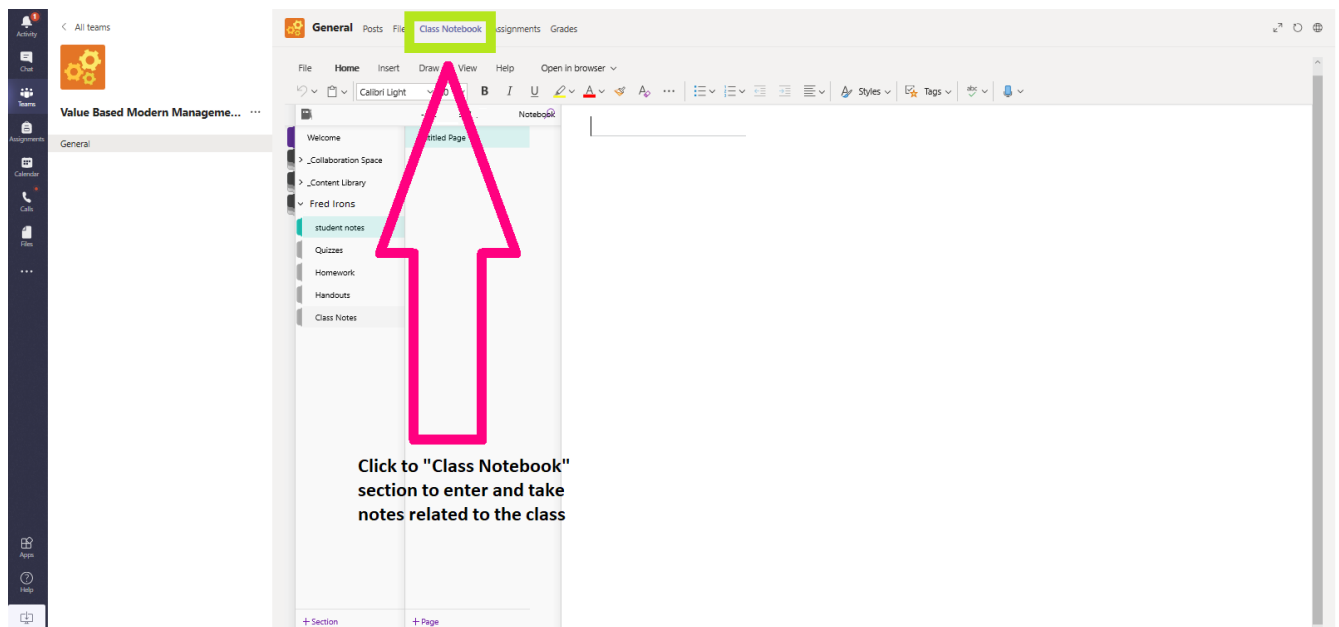 Activity
Chat
Teams
Assignments
Calendar
Calls
Files
Apps
Help
All teams
Value Based Modern Manageme... ...
General
General Posts Class Notebook Grades
File Home Insert Draw View Help Open in browser
Calibri Light B I U A Styles Tags abc
Notebook
Welcome
_Collaboration Space
_Content Library
Fred Irons
student notes
Quizzes
Homework
Handouts
Class Notes
Page
Click to "Class Notebook"
section to enter and take
notes related to the class
+ Section
+ Page